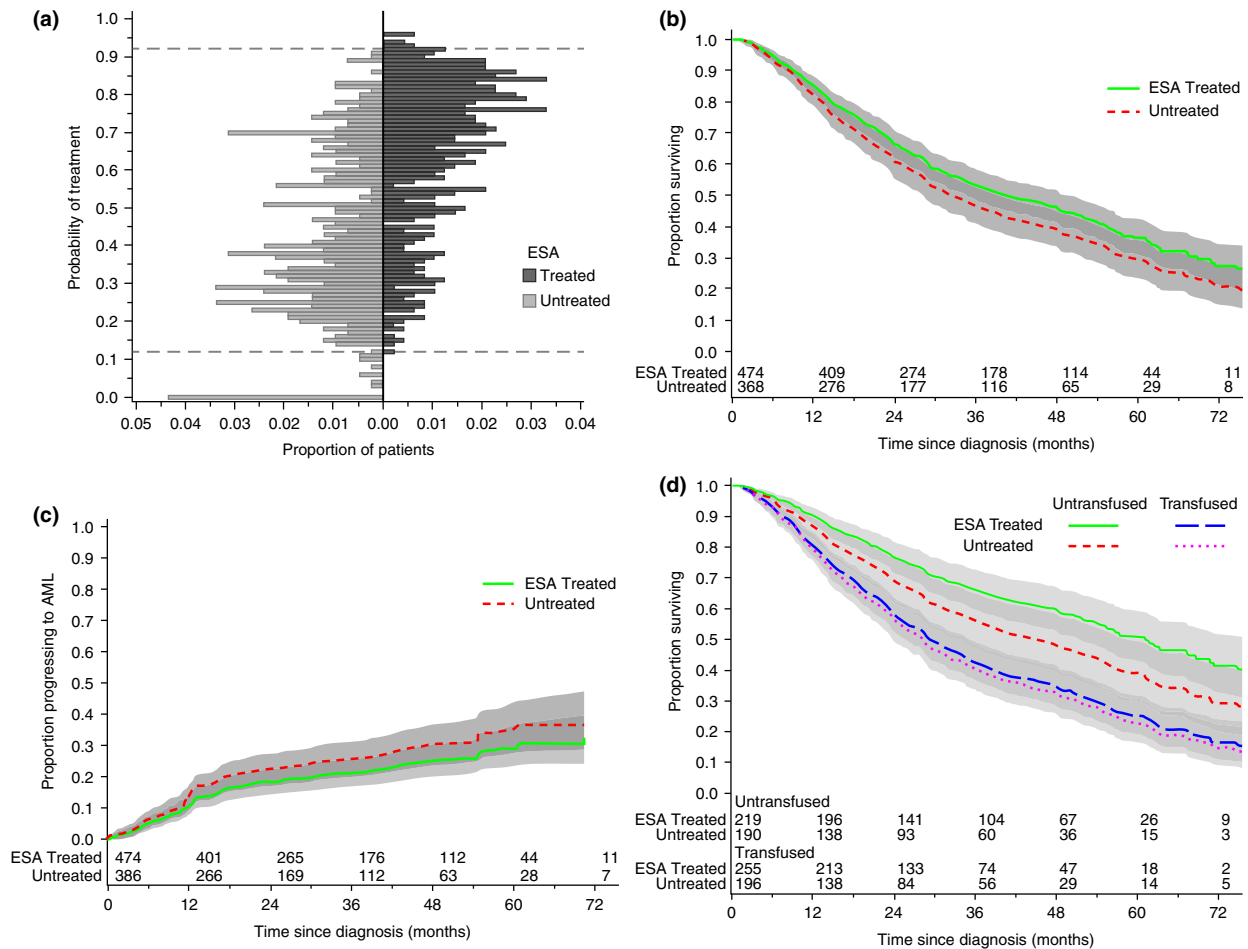 (a)
1.0
0.9
0.8
0.7
0.6
0.5
0.4
0.3
0.2
0.1
0.0
Probability of treatment
ESA
Treated
Untreated
0.05 0.04 0.03 0.02 0.01 0.00 0.01 0.02 0.03 0.04
Proportion of patients
(b)
1.0
0.9
0.8
0.7
0.6
0.5
0.4
0.3
0.2
0.1
0.0
Proportion surviving
ESA Treated
Untreated
ESA Treated 474 409 274 178 114 44 11
Untreated 368 276 177 116 65 29 8
0 12 24 36 48 60 72
Time since diagnosis (months)
(c)
1.0
0.9
0.8
0.7
0.6
0.5
0.4
0.3
0.2
0.1
0.0
Proportion progressing to AML
ESA Treated
Untreated
ESA Treated 474 401 265 176 112 44 11
Untreated 386 266 169 112 63 28 7
0 12 24 36 48 60 72
Time since diagnosis (months)
(d)
1.0
0.9
0.8
0.7
0.6
0.5
0.4
0.3
0.2
0.1
0.0
Proportion surviving
Untransfused Transfused
ESA Treated
Untreated
Untransfused
ESA Treated 219 196 141 104 67 26 9
Untreated 190 138 93 60 36 15 3
Transfused
ESA Treated 255 213 133 74 47 18 2
Untreated 196 138 84 56 29 14 5
0 12 24 36 48 60 72
Time since diagnosis (months)